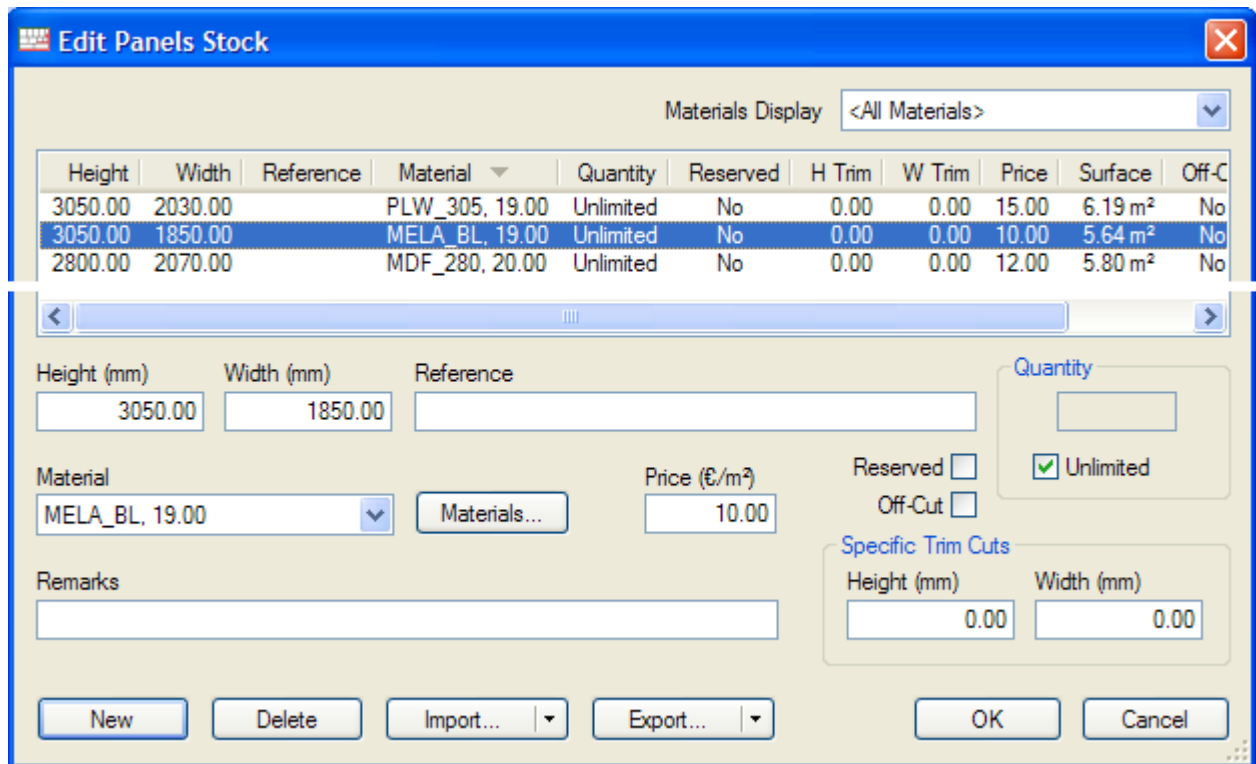 Edit Panels Stock
Materials Display <All Materials>
Height Width Reference Material Quantity Reserved H Trim W Trim Price Surface Off-C
3050.00 2030.00 PLW_305, 19.00 Unlimited No 0.00 0.00 15.00 6.19 m² No
3050.00 1850.00 MELA_BL, 19.00 Unlimited No 0.00 0.00 10.00 5.64 m² No
2800.00 2070.00 MDF_280, 20.00 Unlimited No 0.00 0.00 12.00 5.80 m² No
Height (mm) Width (mm) Reference Quantity
3050.00 1850.00
Reserved Unlimited
Material Price (£/m²)
Off-Cut
MELA_BL, 19.00 Materials... 10.00
Specific Trim Cuts
Remarks Height (mm) Width (mm)
0.00 0.00
New Delete Import... Export... OK Cancel